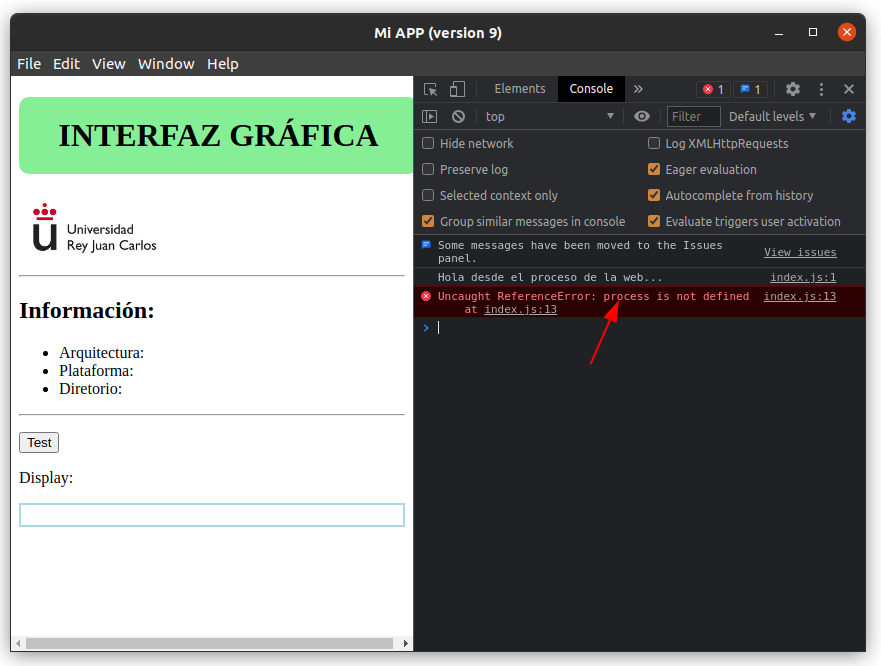 Mi APP (version 9)
File Edit View Window Help
INTERFAZ GRÁFICA
Universidad
Rey Juan Carlos
Información:
Arquitectura:
Plataforma:
Diretorio:
Test
Display:
Elements Console » 1 1
top Filter Default levels
Hide network Log XMLHttpRequests
Preserve log Eager evaluation
Selected context only Autocomplete from history
Group similar messages in console Evaluate triggers user activation
Some messages have been moved to the Issues View issues
panel.
Hola desde el proceso de la web... index.js:1
Uncaught ReferenceError: process is not defined index.js:13
at index.js:13